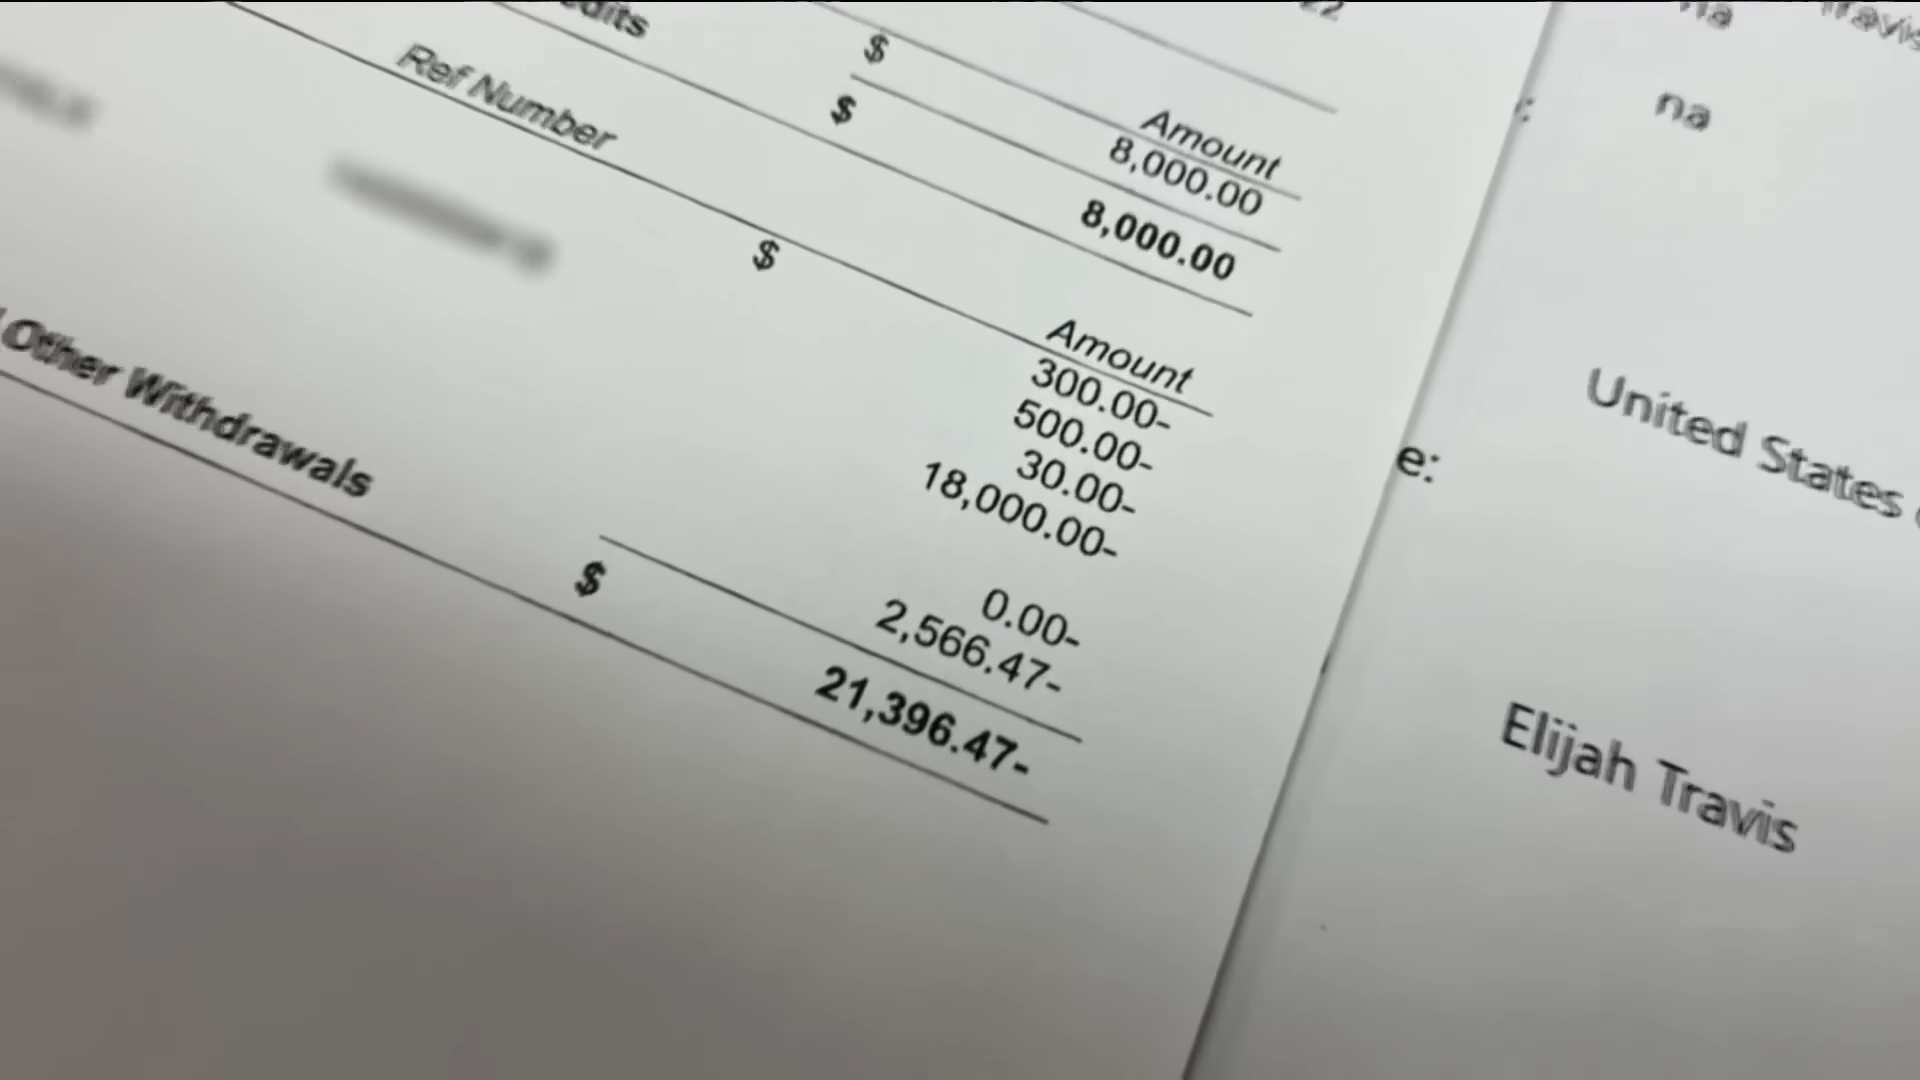 $
Amount
8,000.00
$ 8,000.00
Ref Number
Amount
$ 300.00-
500.00-
30.00-
18,000.00-
0.00-
2,566.47-
Other Withdrawals $ 21,396.47-
na Travis
: na
e: United States
Elijah Travis